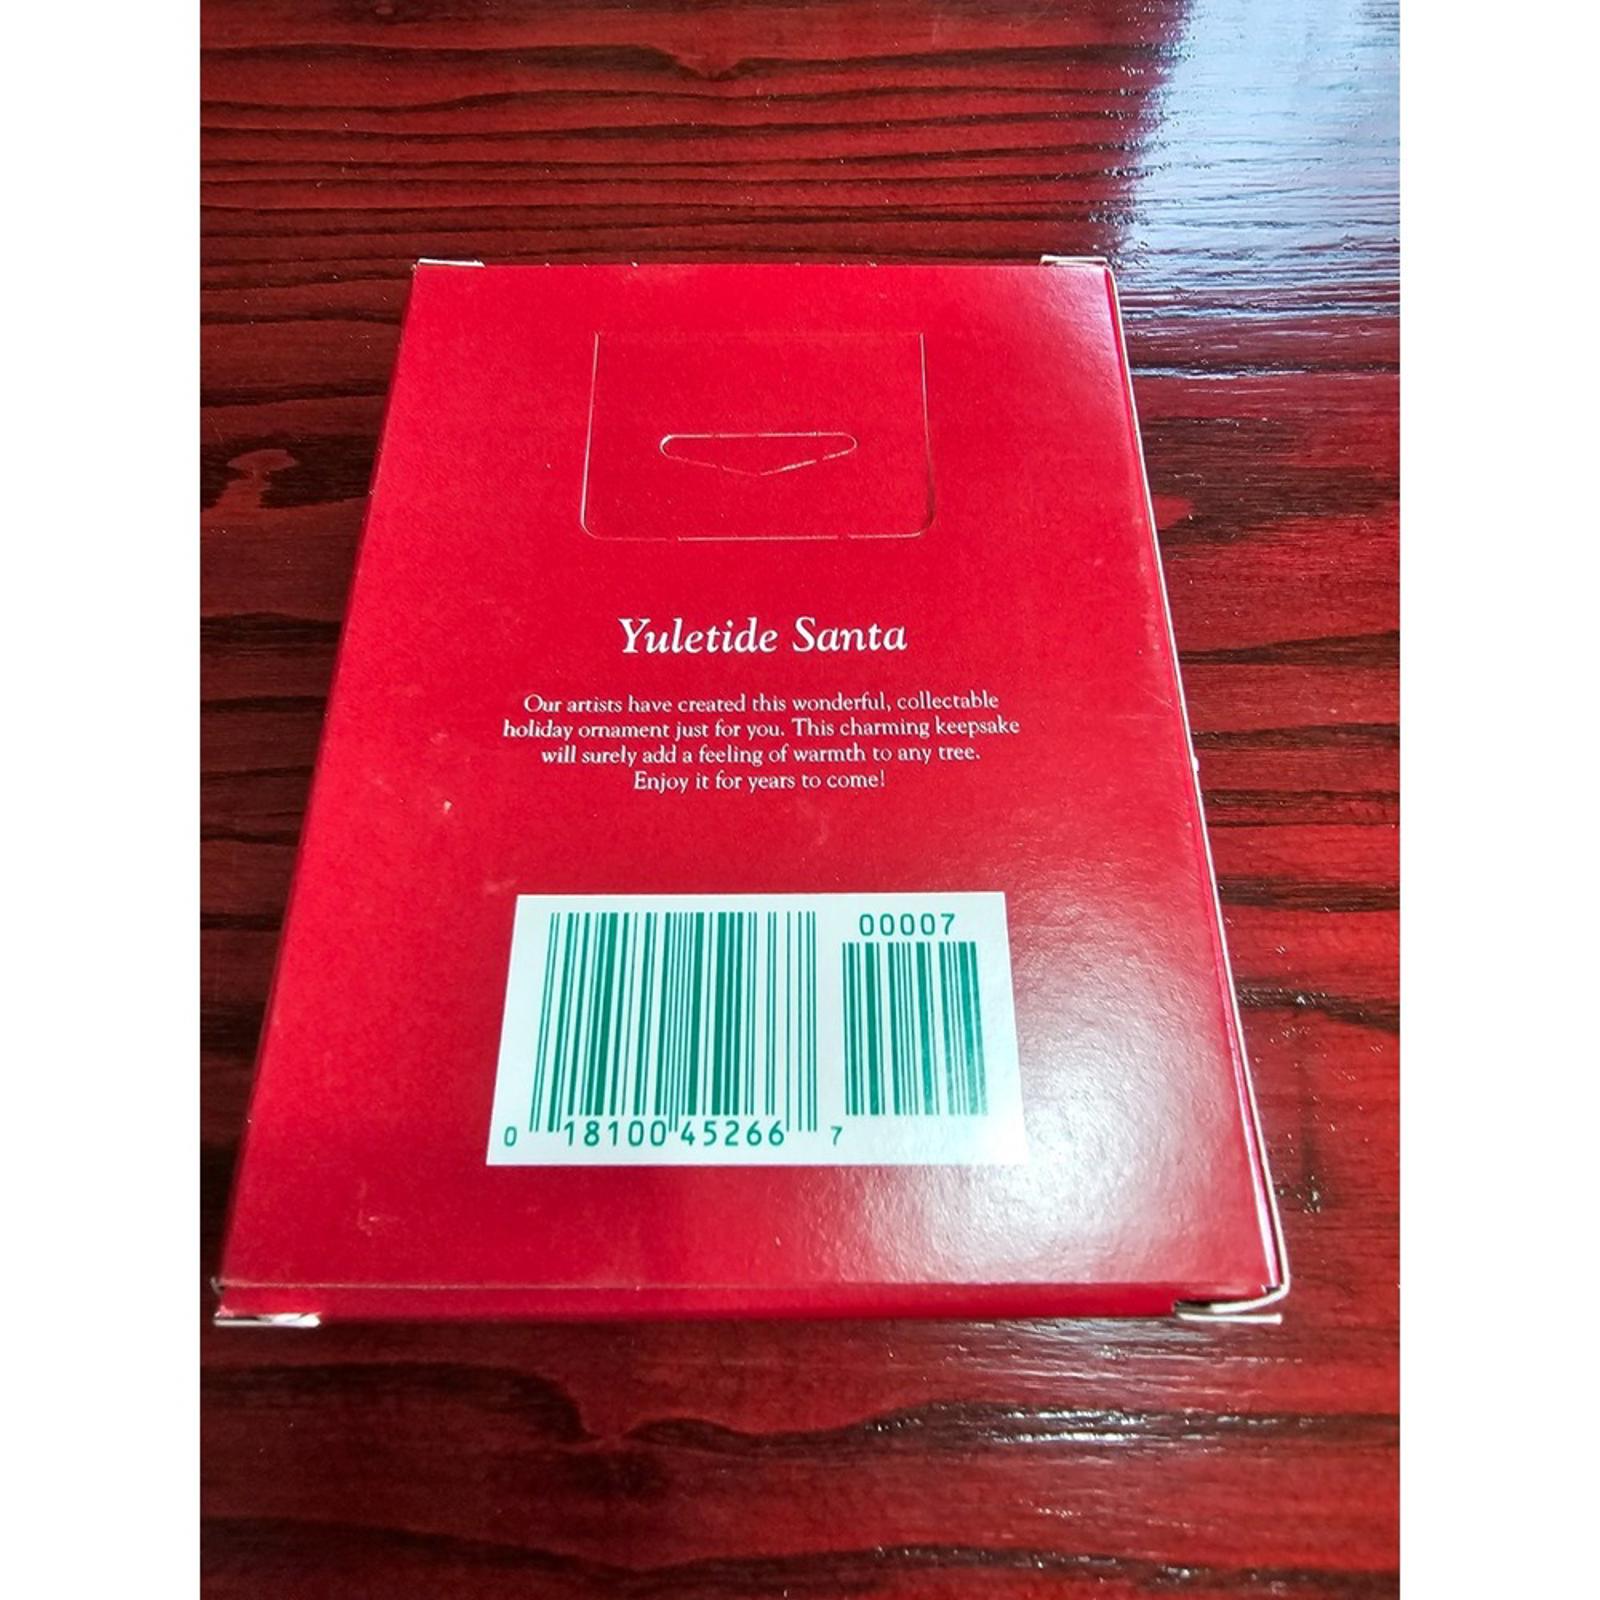 Yuletide Santa
Our artists have created this wonderful, collectable
holiday ornament just for you. This charming keepsake
will surely add a feeling of warmth to any tree.
Enjoy it for years to come!
00007
0 18100 45266 7